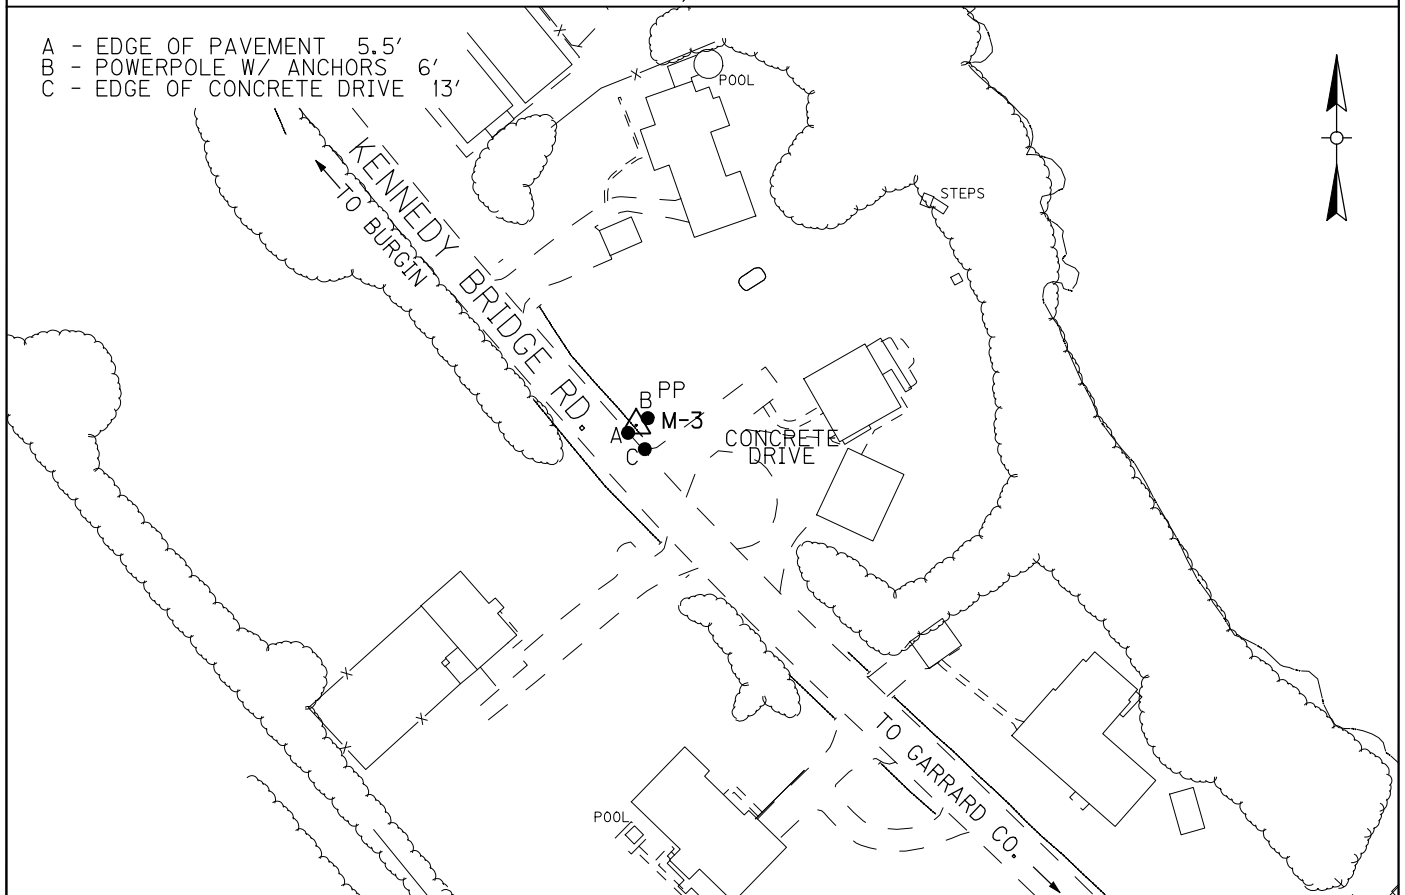 A - EDGE OF PAVEMENT 5.5'
B - POWERPOLE W/ ANCHORS 6'
C - EDGE OF CONCRETE DRIVE 13'
POOL
STEPS
KENNEDY BRIDGE RD.
TO BURGIN
PP
B
M-3
A
C
CONCRETE
DRIVE
TO GARRARD CO.
POOL